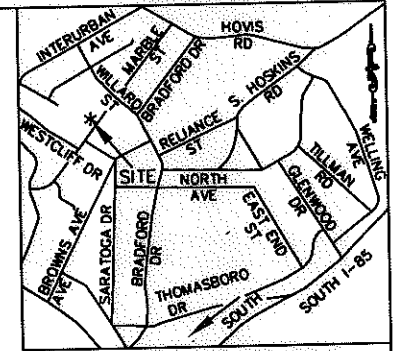 INTERURBAN AVE
MARBLE ST
HOVIS RD
WILLARD ST
BRADFORD DR
S. HOSKINS RD
RELIANCE ST
WESTCLIFF DR
SITE
NORTH AVE
TILLMAN RD
WELLING AVE
GLENWOOD DR
EAST END ST
BROWNS AVE
SARATOGA DR
BRADFORD DR
THOMASBORO DR
SOUTH
SOUTH I-85